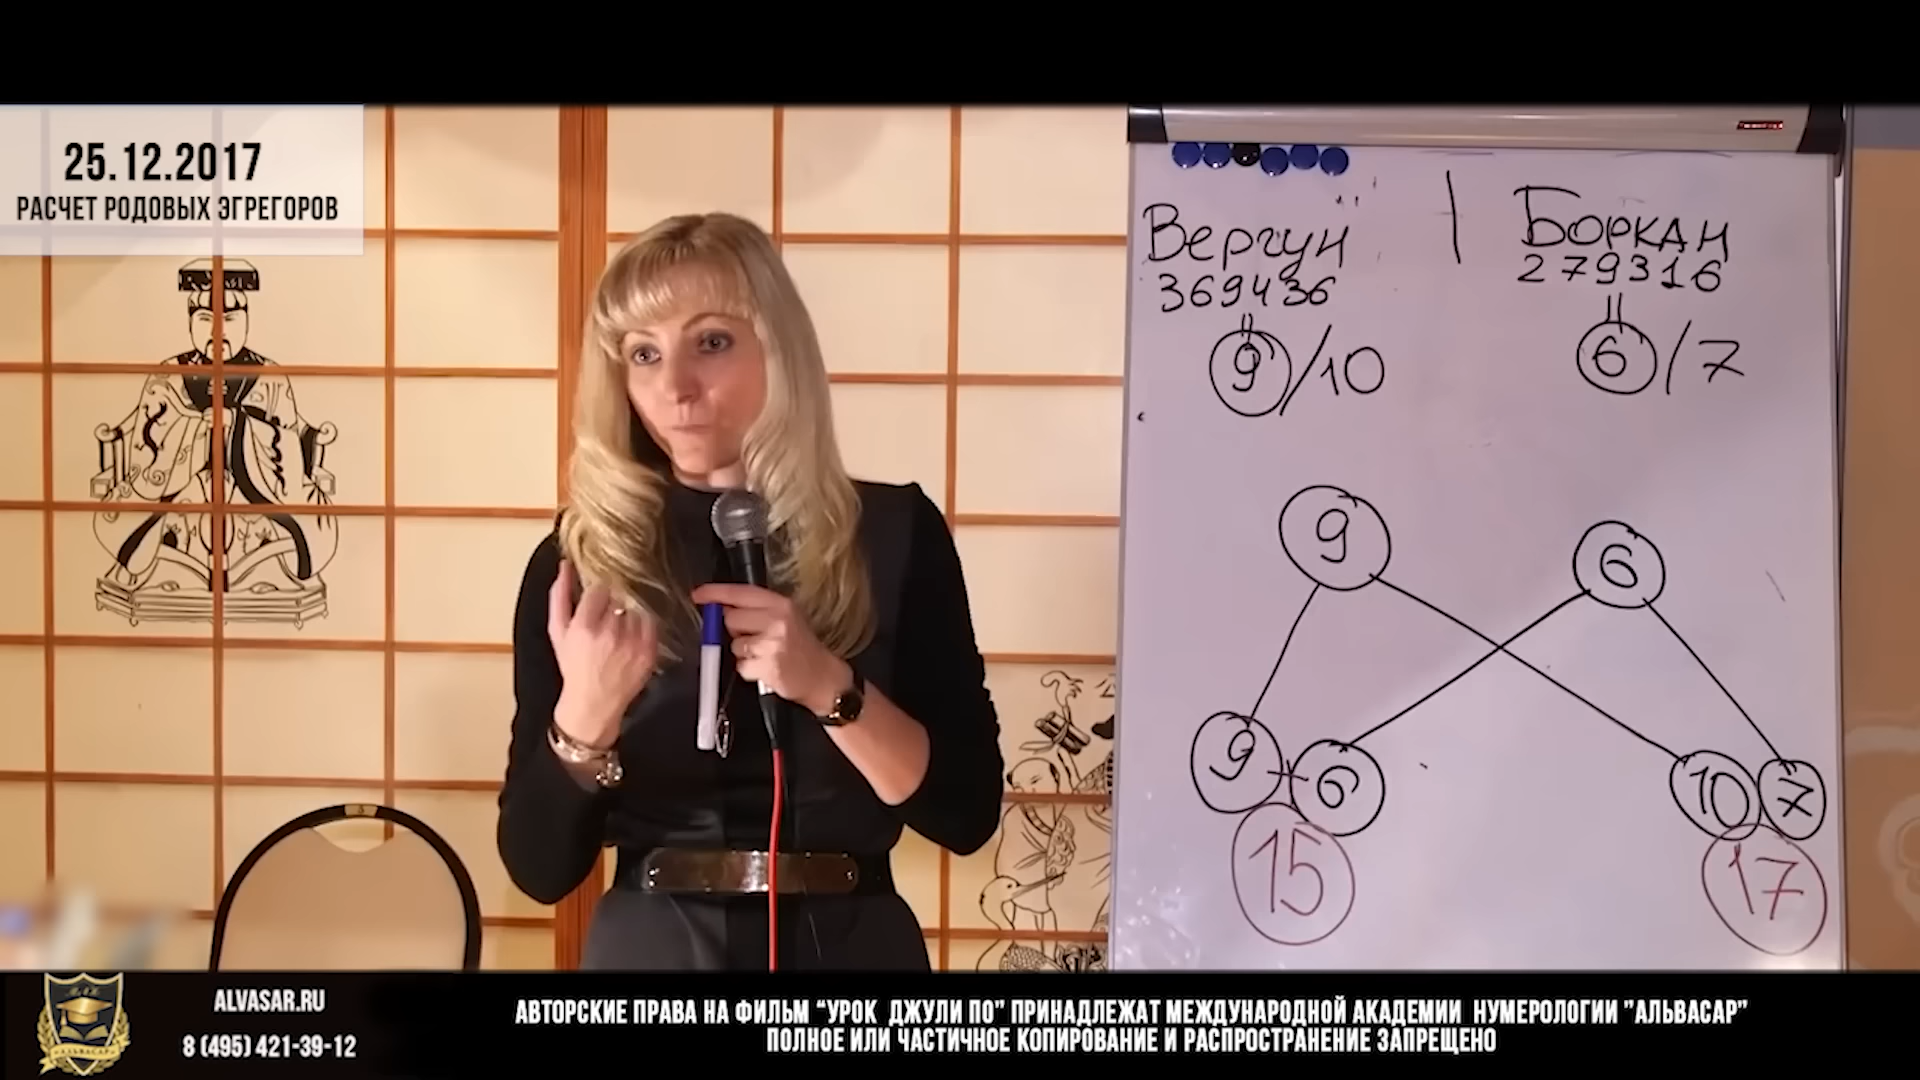 25.12.2017
РАСЧЕТ РОДОВЫХ ЭГРЕГОРОВ
Вергун
369436
=
9/10
Боркан
279316
=
6/7
9
6
9+6
15
10 7
17
ALVASAR.RU
8 (495) 421-39-12
АВТОРСКИЕ ПРАВА НА ФИЛЬМ “УРОК ДЖУЛИ ПО" ПРИНАДЛЕЖАТ МЕЖДУНАРОДНОЙ АКАДЕМИИ НУМЕРОЛОГИИ "АЛЬВАСАР"
ПОЛНОЕ ИЛИ ЧАСТИЧНОЕ КОПИРОВАНИЕ И РАСПРОСТРАНЕНИЕ ЗАПРЕЩЕНО